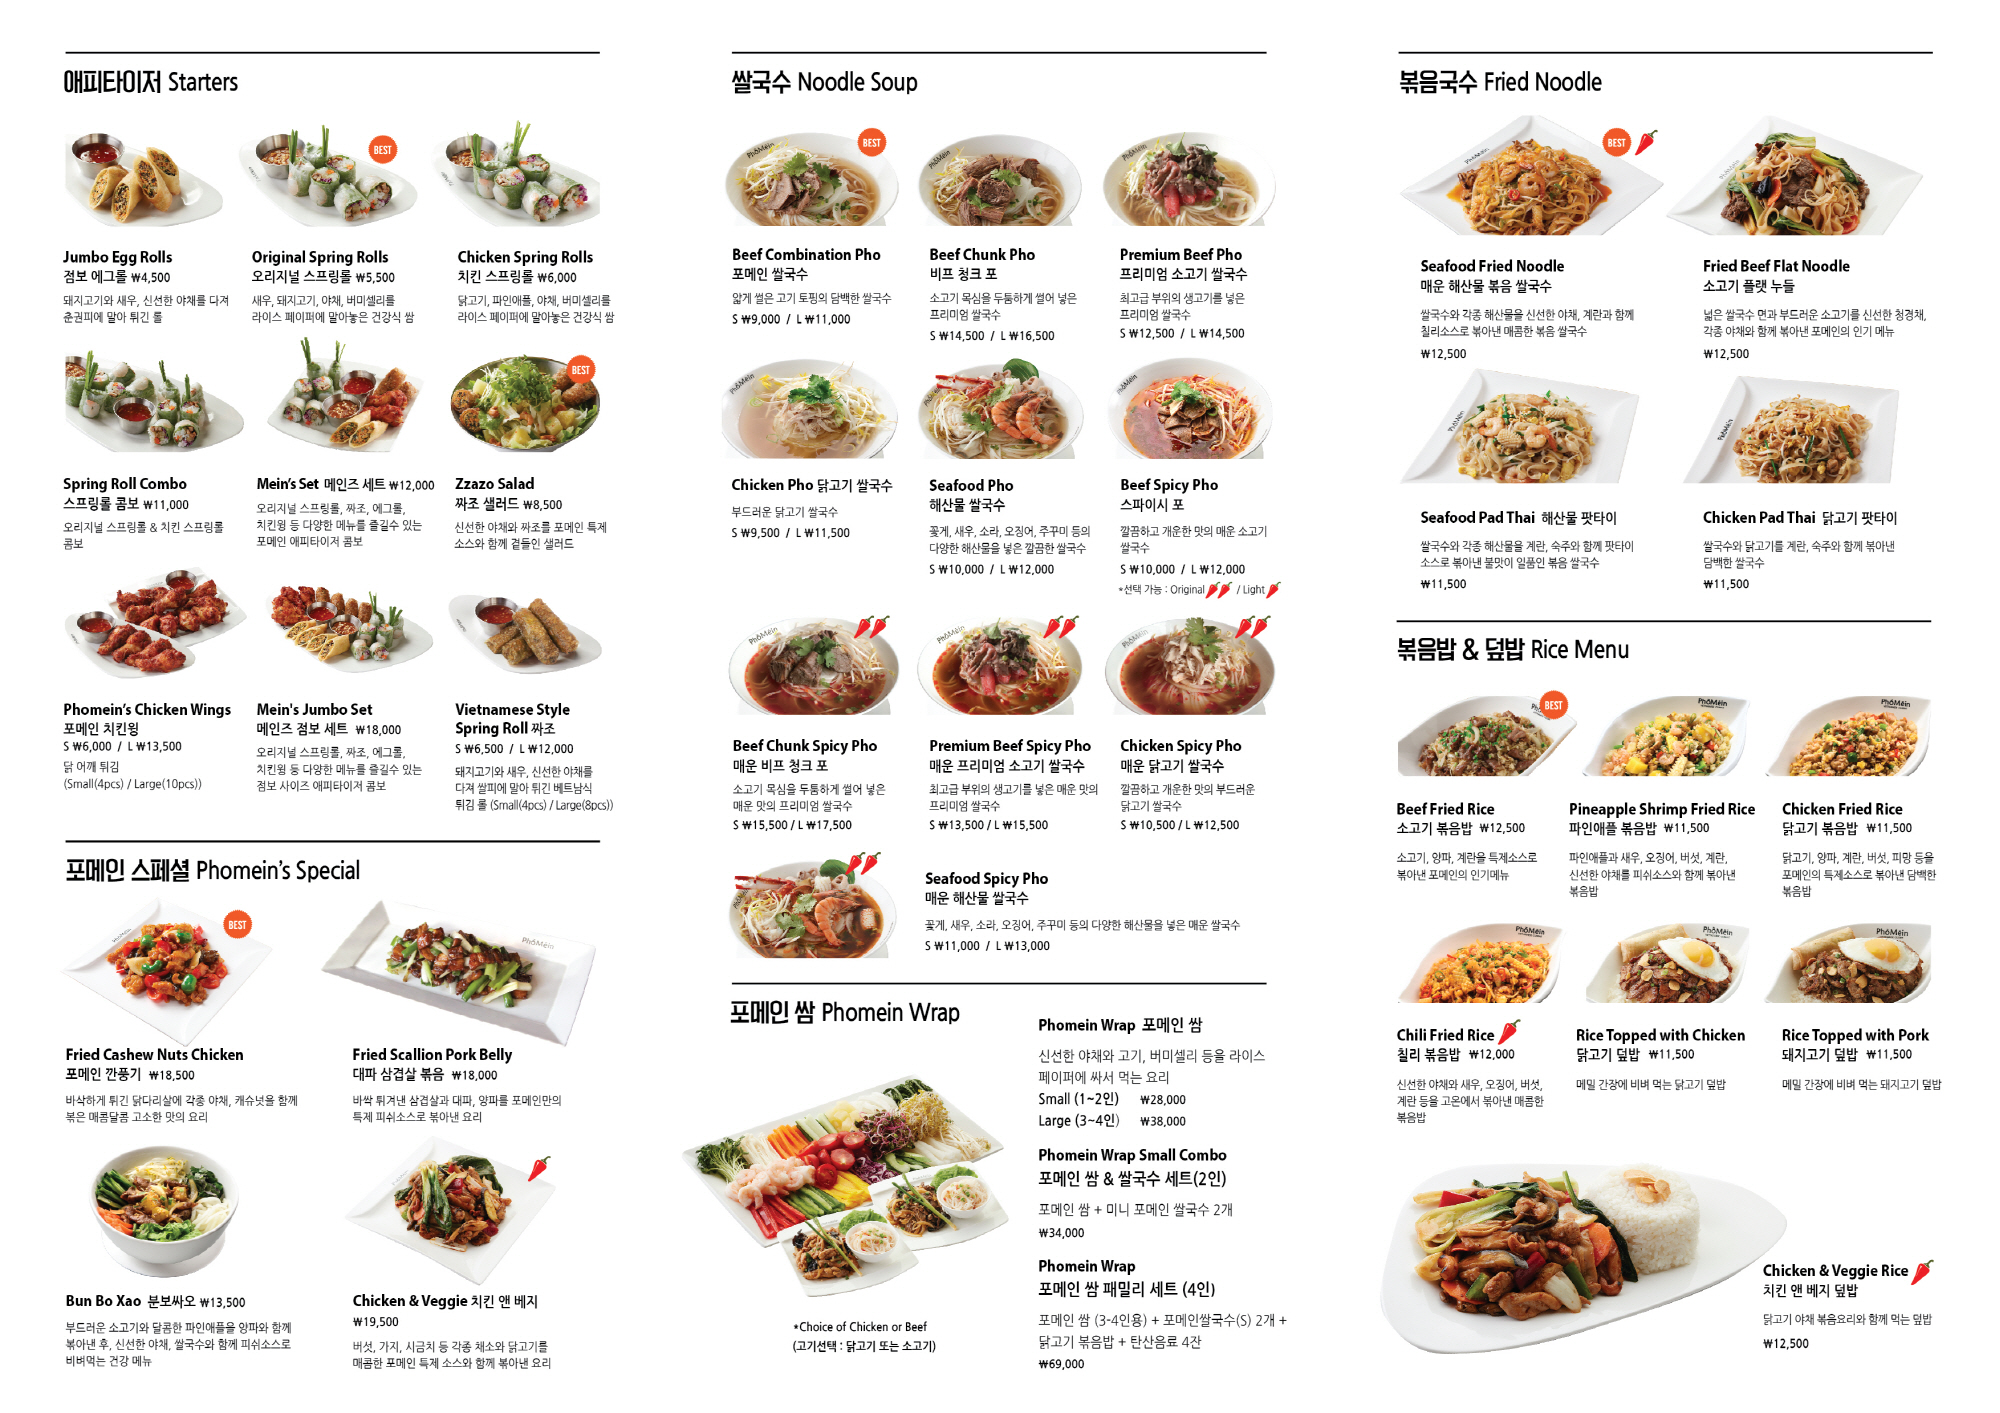 애피타이저 Starters
BEST
Jumbo Egg Rolls
점보 에그롤 ₩4,500
돼지고기와 새우, 신선한 야채를 다져
춘권피에 말아 튀긴 롤
Original Spring Rolls
오리지널 스프링롤 ₩5,500
새우, 돼지고기, 야채, 버미셀리를
라이스 페이퍼에 말아놓은 건강식 쌈
Chicken Spring Rolls
치킨 스프링롤 ₩6,000
닭고기, 파인애플, 야채, 버미셀리를
라이스 페이퍼에 말아놓은 건강식 쌈
BEST
Spring Roll Combo
스프링롤 콤보 ₩11,000
오리지널 스프링롤 & 치킨 스프링롤
콤보
Mein's Set 메인즈 세트 ₩12,000
오리지널 스프링롤, 짜조, 에그롤,
치킨윙 등 다양한 메뉴를 즐길수 있는
포메인 애피타이저 콤보
Zzazo Salad
짜조 샐러드 ₩8,500
신선한 야채와 짜조를 포메인 특제
소스와 함께 곁들인 샐러드
Phomein's Chicken Wings
포메인 치킨윙
S ₩6,000 / L ₩13,500
닭 어깨 튀김
(Small(4pcs) / Large(10pcs))
Mein's Jumbo Set
메인즈 점보 세트 ₩18,000
오리지널 스프링롤, 짜조, 에그롤,
치킨윙 등 다양한 메뉴를 즐길수 있는
점보 사이즈 애피타이저 콤보
Vietnamese Style
Spring Roll 짜조
S ₩6,500 / L ₩12,000
돼지고기와 새우, 신선한 야채를
다져 쌀피에 말아 튀긴 베트남식
튀김 롤 (Small(4pcs) / Large(8pcs))
포메인 스페셜 Phomein's Special
BEST
PhôMein
Fried Cashew Nuts Chicken
포메인 깐풍기 ₩18,500
바삭하게 튀긴 닭다리살에 각종 야채, 캐슈넛을 함께
볶은 매콤달콤 고소한 맛의 요리
Fried Scallion Pork Belly
대파 삼겹살 볶음 ₩18,000
바싹 튀겨낸 삼겹살과 대파, 양파를 포메인만의
특제 피쉬소스로 볶아낸 요리
Bun Bo Xao 분보싸오 ₩13,500
부드러운 소고기와 달콤한 파인애플을 양파와 함께
볶아낸 후, 신선한 야채, 쌀국수와 함께 피쉬소스로
비벼먹는 건강 메뉴
Chicken & Veggie 치킨 앤 베지
₩19,500
버섯, 가지, 시금치 등 각종 채소와 닭고기를
매콤한 포메인 특제 소스와 함께 볶아낸 요리
쌀국수 Noodle Soup
BEST
PhôMein
PhôMein
PhôMein
Beef Combination Pho
포메인 쌀국수
얇게 썰은 고기 토핑의 담백한 쌀국수
S ₩9,000 / L ₩11,000
Beef Chunk Pho
비프 청크 포
소고기 목심을 두툼하게 썰어 넣은
프리미엄 쌀국수
S ₩14,500 / L ₩16,500
Premium Beef Pho
프리미엄 소고기 쌀국수
최고급 부위의 생고기를 넣은
프리미엄 쌀국수
S ₩12,500 / L ₩14,500
PhôMein
PhôMein
PhôMein
Chicken Pho 닭고기 쌀국수
부드러운 닭고기 쌀국수
S ₩9,500 / L ₩11,500
Seafood Pho
해산물 쌀국수
꽃게, 새우, 소라, 오징어, 주꾸미 등의
다양한 해산물을 넣은 깔끔한 쌀국수
S ₩10,000 / L ₩12,000
Beef Spicy Pho
스파이시 포
깔끔하고 개운한 맛의 매운 소고기
쌀국수
S ₩10,000 / L ₩12,000
*선택 가능 : Original / Light
PhôMein
PhôMein
PhôMein
Beef Chunk Spicy Pho
매운 비프 청크 포
소고기 목심을 두툼하게 썰어 넣은
매운 맛의 프리미엄 쌀국수
S ₩15,500 / L ₩17,500
Premium Beef Spicy Pho
매운 프리미엄 소고기 쌀국수
최고급 부위의 생고기를 넣은 매운 맛의
프리미엄 쌀국수
S ₩13,500 / L ₩15,500
Chicken Spicy Pho
매운 닭고기 쌀국수
깔끔하고 개운한 맛의 부드러운
닭고기 쌀국수
S ₩10,500 / L ₩12,500
Seafood Spicy Pho
매운 해산물 쌀국수
꽃게, 새우, 소라, 오징어, 주꾸미 등의 다양한 해산물을 넣은 매운 쌀국수
S ₩11,000 / L ₩13,000
포메인 쌈 Phomein Wrap
Phomein Wrap 포메인 쌈
신선한 야채와 고기, 버미셀리 등을 라이스
페이퍼에 싸서 먹는 요리
Small (1~2인) ₩28,000
Large (3~4인) ₩38,000
Phomein Wrap Small Combo
포메인 쌈 & 쌀국수 세트(2인)
포메인 쌈 + 미니 포메인 쌀국수 2개
₩34,000
Phomein Wrap
포메인 쌈 패밀리 세트 (4인)
포메인 쌈 (3-4인용) + 포메인쌀국수(S) 2개 +
닭고기 볶음밥 + 탄산음료 4잔
₩69,000
*Choice of Chicken or Beef
(고기선택 : 닭고기 또는 소고기)
볶음국수 Fried Noodle
BEST
PhôMein
PhôMein
Seafood Fried Noodle
매운 해산물 볶음 쌀국수
쌀국수와 각종 해산물을 신선한 야채, 계란과 함께
칠리소스로 볶아낸 매콤한 볶음 쌀국수
₩12,500
Fried Beef Flat Noodle
소고기 플랫 누들
넓은 쌀국수 면과 부드러운 소고기를 신선한 청경채,
각종 야채와 함께 볶아낸 포메인의 인기 메뉴
₩12,500
PhôMein
PhôMein
Seafood Pad Thai 해산물 팟타이
쌀국수와 각종 해산물을 계란, 숙주와 함께 팟타이
소스로 볶아낸 불맛이 일품인 볶음 쌀국수
₩11,500
Chicken Pad Thai 닭고기 팟타이
쌀국수와 닭고기를 계란, 숙주와 함께 볶아낸
담백한 쌀국수
₩11,500
볶음밥 & 덮밥 Rice Menu
BEST
PhôMein
PhôMein
Beef Fried Rice
소고기 볶음밥 ₩12,500
소고기, 양파, 계란을 특제소스로
볶아낸 포메인의 인기메뉴
Pineapple Shrimp Fried Rice
파인애플 볶음밥 ₩11,500
파인애플과 새우, 오징어, 버섯, 계란,
신선한 야채를 피쉬소스와 함께 볶아낸
볶음밥
Chicken Fried Rice
닭고기 볶음밥 ₩11,500
닭고기, 양파, 계란, 버섯, 피망 등을
포메인의 특제소스로 볶아낸 담백한
볶음밥
PhôMein
PhôMein
PhôMein
Chili Fried Rice
칠리 볶음밥 ₩12,000
신선한 야채와 새우, 오징어, 버섯,
계란 등을 고온에서 볶아낸 매콤한
볶음밥
Rice Topped with Chicken
닭고기 덮밥 ₩11,500
메밀 간장에 비벼 먹는 닭고기 덮밥
Rice Topped with Pork
돼지고기 덮밥 ₩11,500
메밀 간장에 비벼 먹는 돼지고기 덮밥
Chicken & Veggie Rice
치킨 앤 베지 덮밥
닭고기 야채 볶음요리와 함께 먹는 덮밥
₩12,500